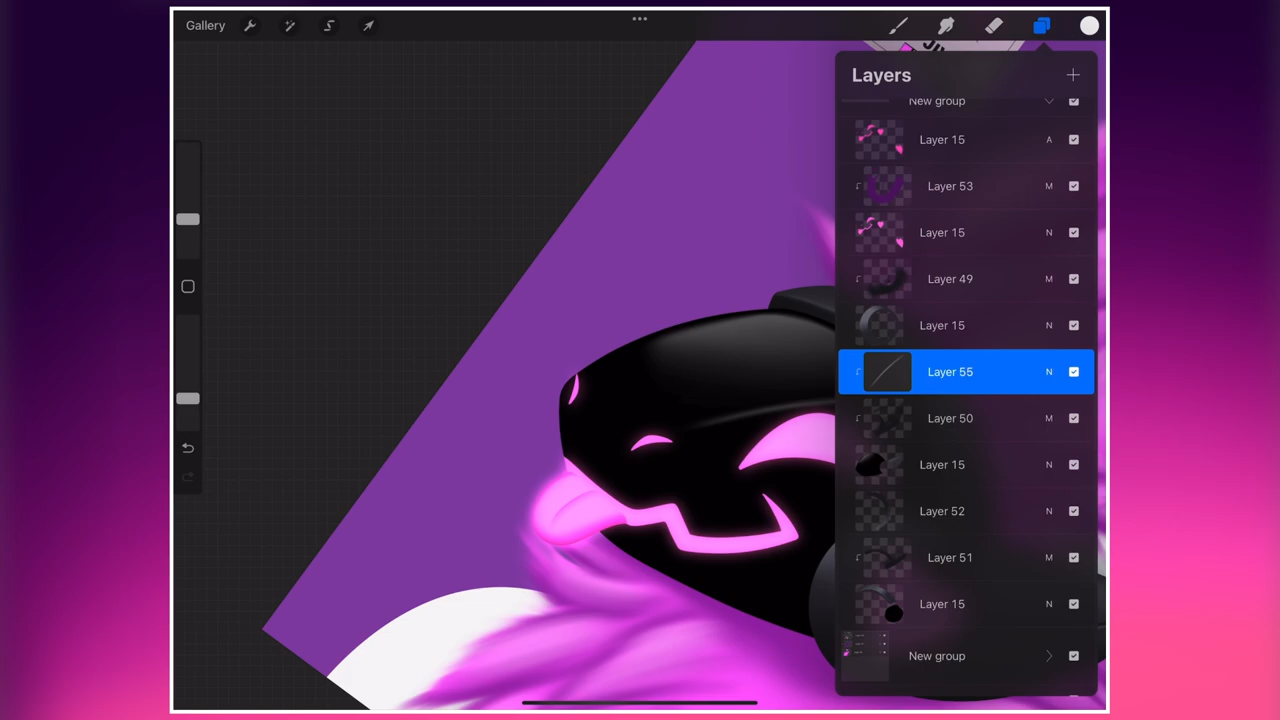 Gallery
Layers
New group
Layer 15 A
Layer 53 M
Layer 15 N
Layer 49 M
Layer 15 N
Layer 55 N
Layer 50 M
Layer 15 N
Layer 52 N
Layer 51 M
Layer 15 N
New group